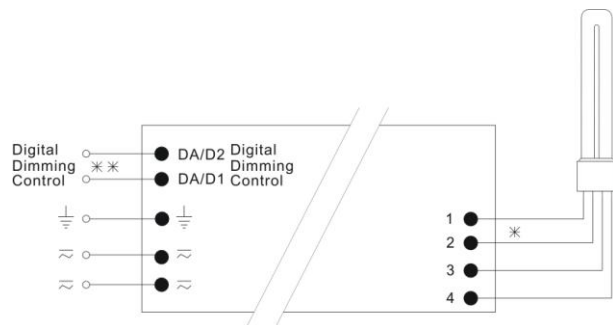 Digital
Dimming
Control
DA/D2
DA/D1
Digital
Dimming
Control
1
2
3
4